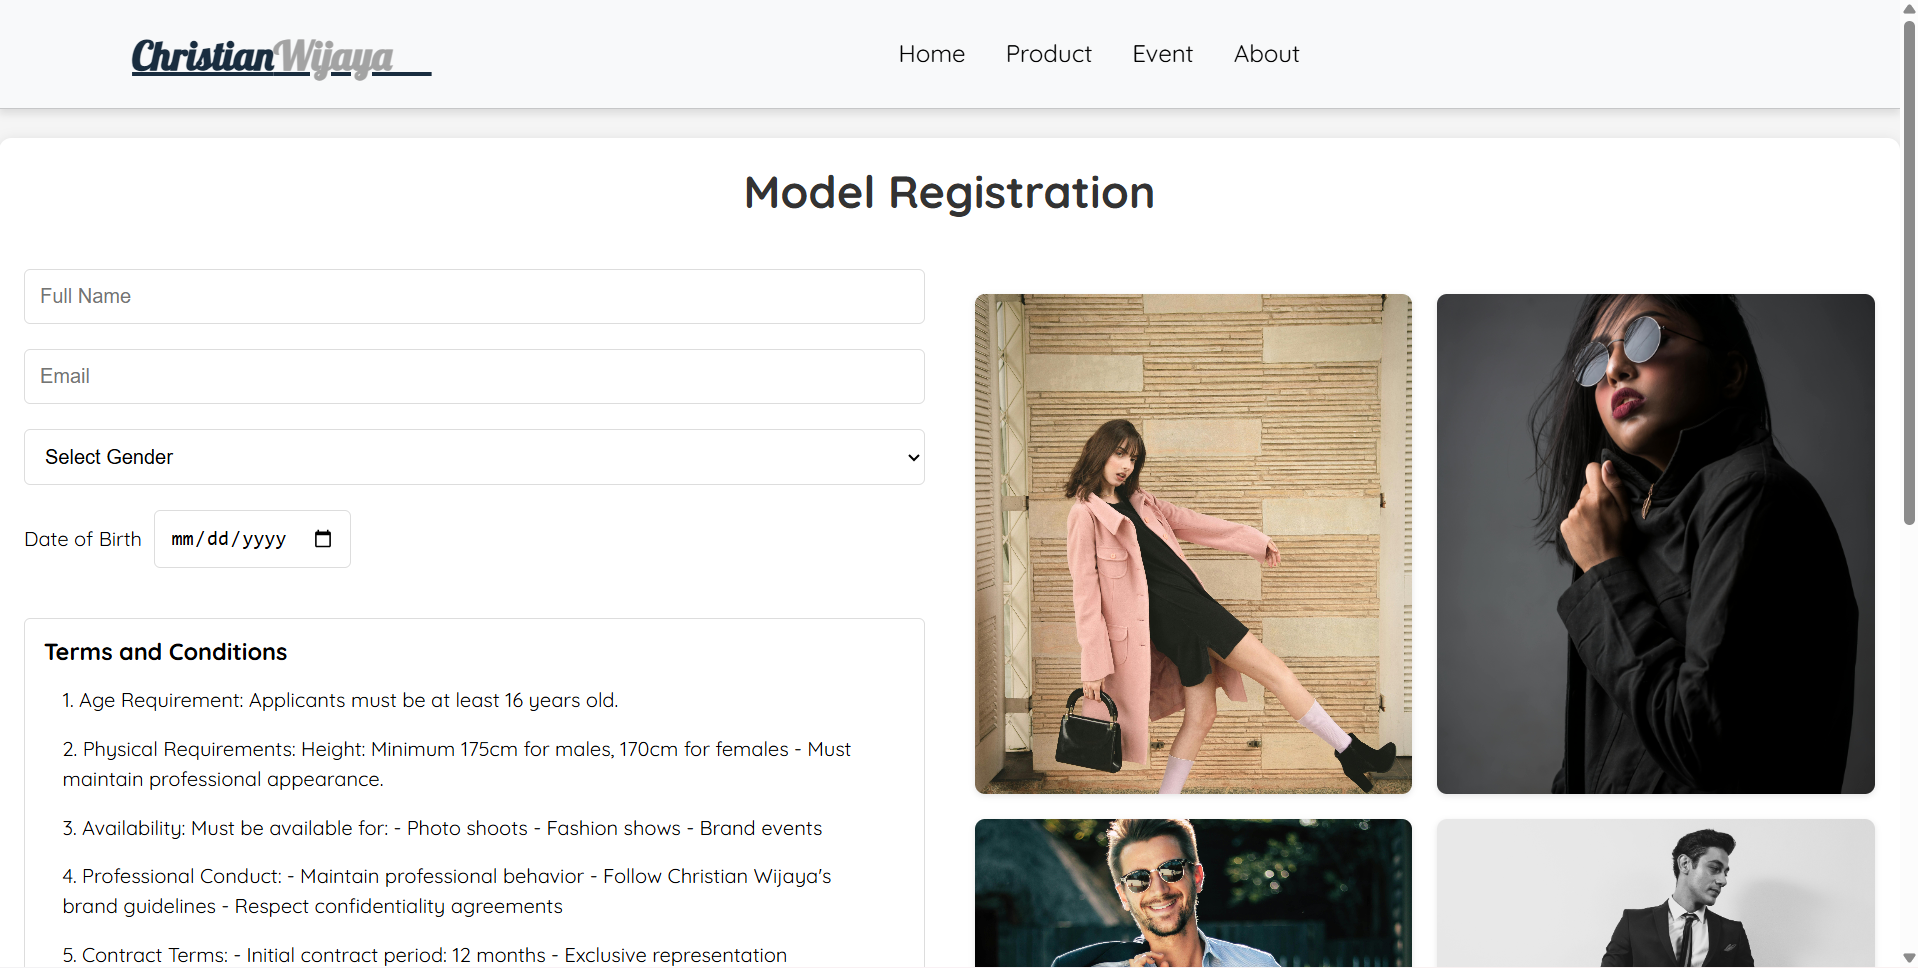 ChristianWijaya
Home Product Event About
Model Registration
Full Name
Email
Select Gender
Date of Birth mm/dd/yyyy
Terms and Conditions
1. Age Requirement: Applicants must be at least 16 years old.
2. Physical Requirements: Height: Minimum 175cm for males, 170cm for females - Must
maintain professional appearance.
3. Availability: Must be available for: - Photo shoots - Fashion shows - Brand events
4. Professional Conduct: - Maintain professional behavior - Follow Christian Wijaya's
brand guidelines - Respect confidentiality agreements
5. Contract Terms: - Initial contract period: 12 months - Exclusive representation